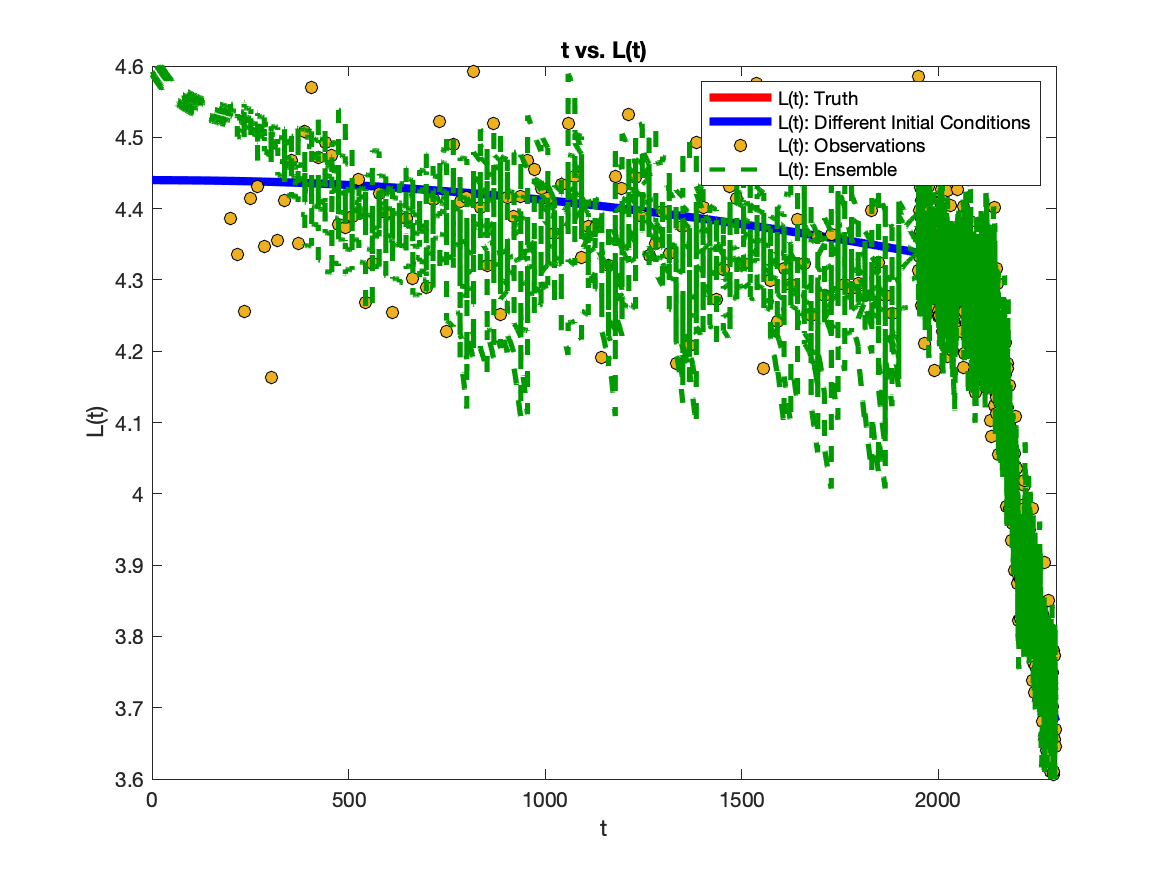 t vs. L(t)
L(t): Truth
L(t): Different Initial Conditions
Observations
L(t): Ensemble
L(t)
4.6
4.5
4.4
4.3
4.2
4.1
4
3.9
3.8
3.7
3.6
0
500
1000
1500
2000
t